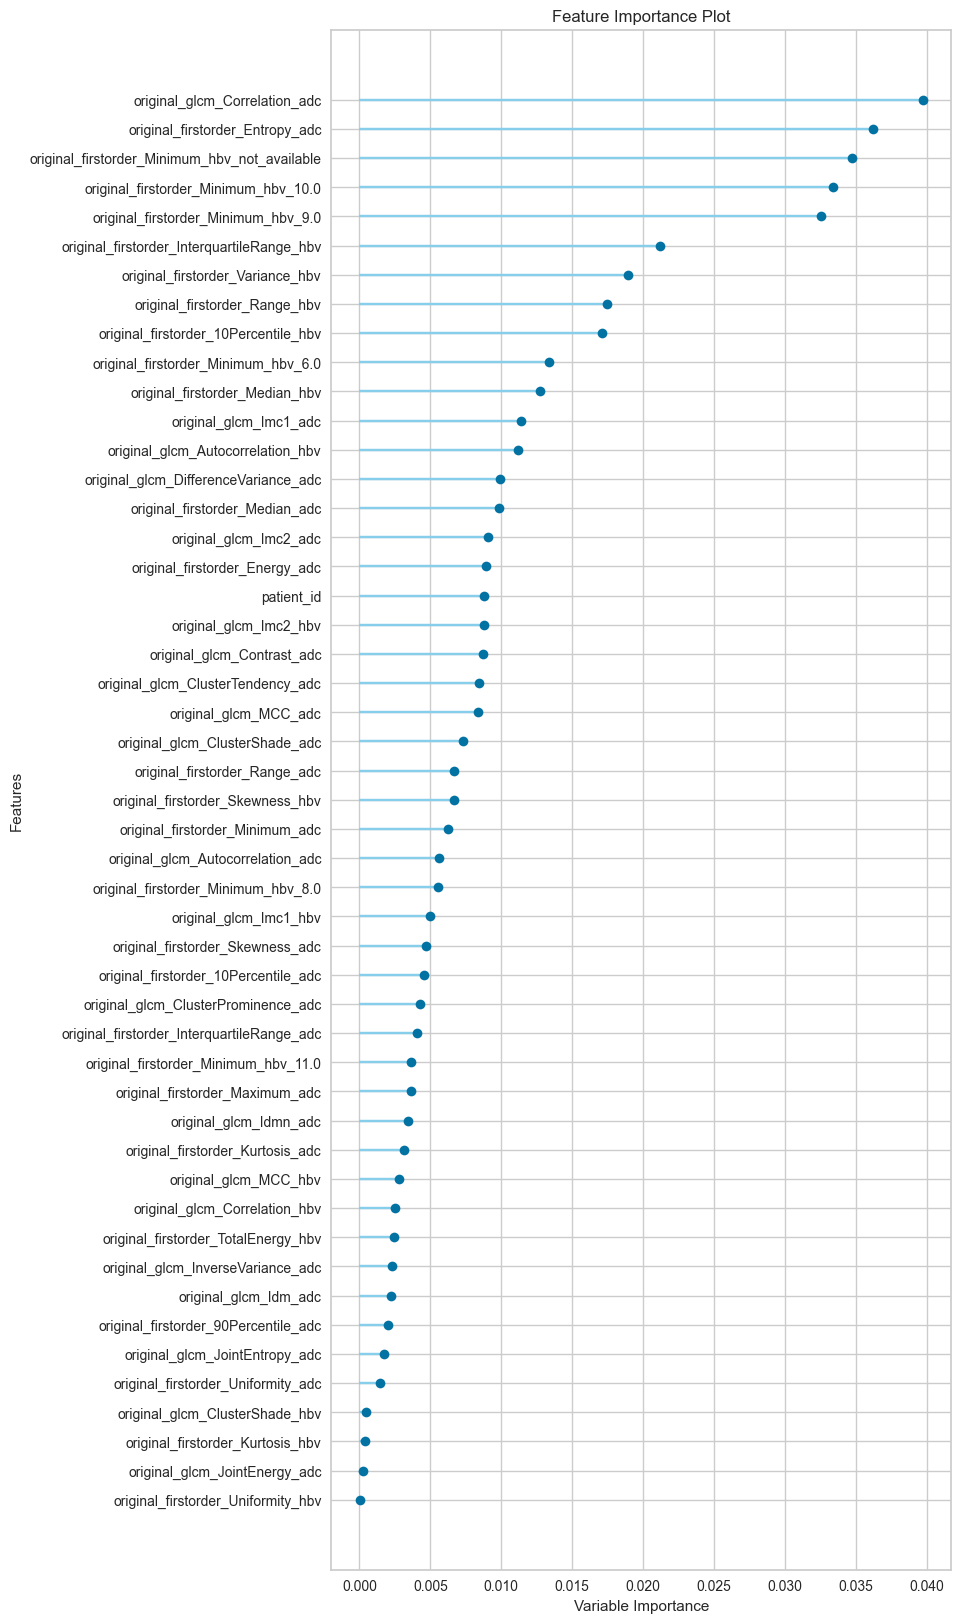 Feature Importance Plot
original_glcm_Correlation_adc
original_firstorder_Entropy_adc
original_firstorder_Minimum_hbv_not_available
original_firstorder_Minimum_hbv_10.0
original_firstorder_Minimum_hbv_9.0
original_firstorder_InterquartileRange_hbv
original_firstorder_Variance_hbv
original_firstorder_Range_hbv
original_firstorder_10Percentile_hbv
original_firstorder_Minimum_hbv_6.0
original_firstorder_Median_hbv
original_glcm_Imc1_adc
original_glcm_Autocorrelation_hbv
original_glcm_DifferenceVariance_adc
original_firstorder_Median_adc
original_glcm_Imc2_adc
original_firstorder_Energy_adc
patient_id
original_glcm_Imc2_hbv
original_glcm_Contrast_adc
original_glcm_ClusterTendency_adc
original_glcm_MCC_adc
original_glcm_ClusterShade_adc
original_firstorder_Range_adc
original_firstorder_Skewness_hbv
original_firstorder_Minimum_adc
original_glcm_Autocorrelation_adc
original_firstorder_Minimum_hbv_8.0
original_glcm_Imc1_hbv
original_firstorder_Skewness_adc
original_firstorder_10Percentile_adc
original_glcm_ClusterProminence_adc
original_firstorder_InterquartileRange_adc
original_firstorder_Minimum_hbv_11.0
original_firstorder_Maximum_adc
original_glcm_Idmn_adc
original_firstorder_Kurtosis_adc
original_glcm_MCC_hbv
original_glcm_Correlation_hbv
original_firstorder_TotalEnergy_hbv
original_glcm_InverseVariance_adc
original_glcm_Idm_adc
original_firstorder_90Percentile_adc
original_glcm_JointEntropy_adc
original_firstorder_Uniformity_adc
original_glcm_ClusterShade_hbv
original_firstorder_Kurtosis_hbv
original_glcm_JointEnergy_adc
original_firstorder_Uniformity_hbv
Features
0.000 0.005 0.010 0.015 0.020 0.025 0.030 0.035 0.040
Variable Importance